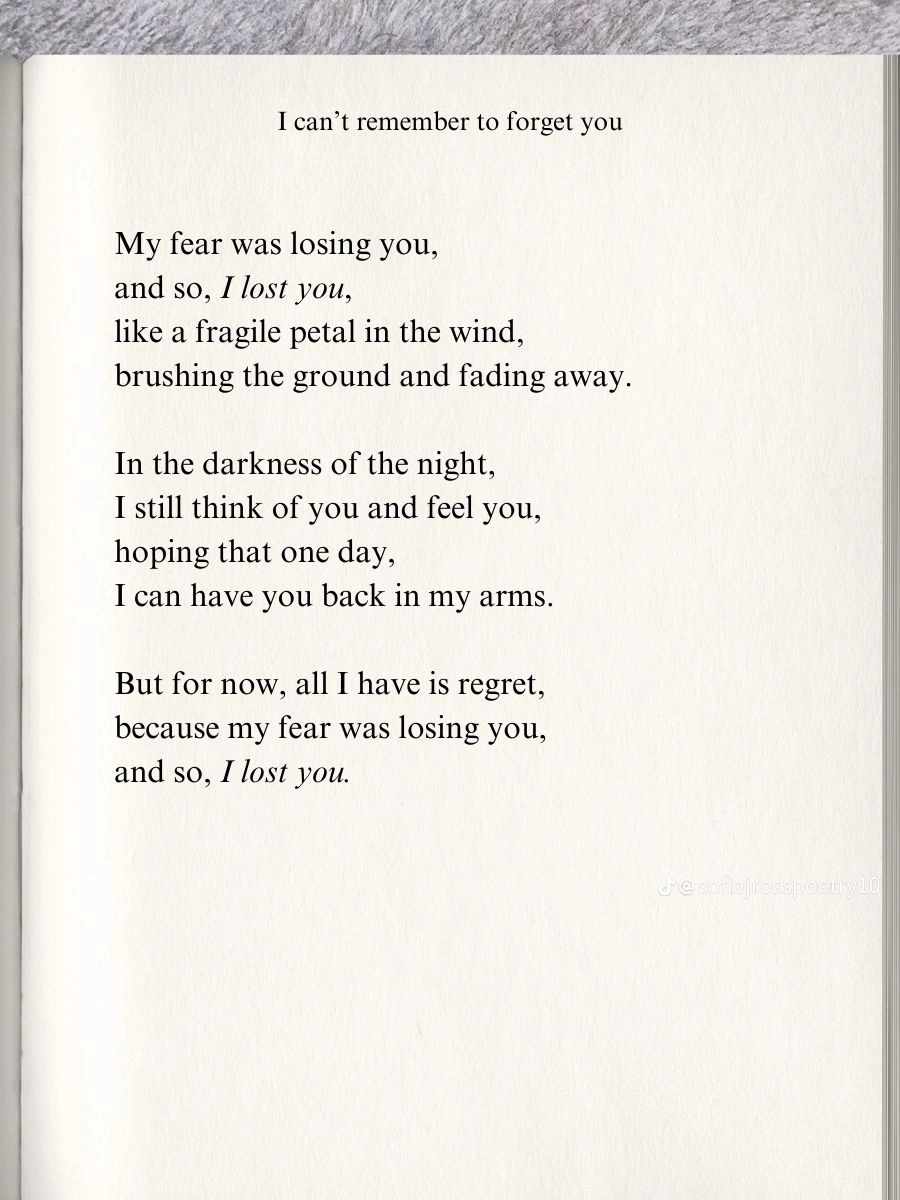 I can’t remember to forget you
My fear was losing you,
and so, I lost you,
like a fragile petal in the wind,
brushing the ground and fading away.
In the darkness of the night,
I still think of you and feel you,
hoping that one day,
I can have you back in my arms.
But for now, all I have is regret,
because my fear was losing you,
and so, I lost you.